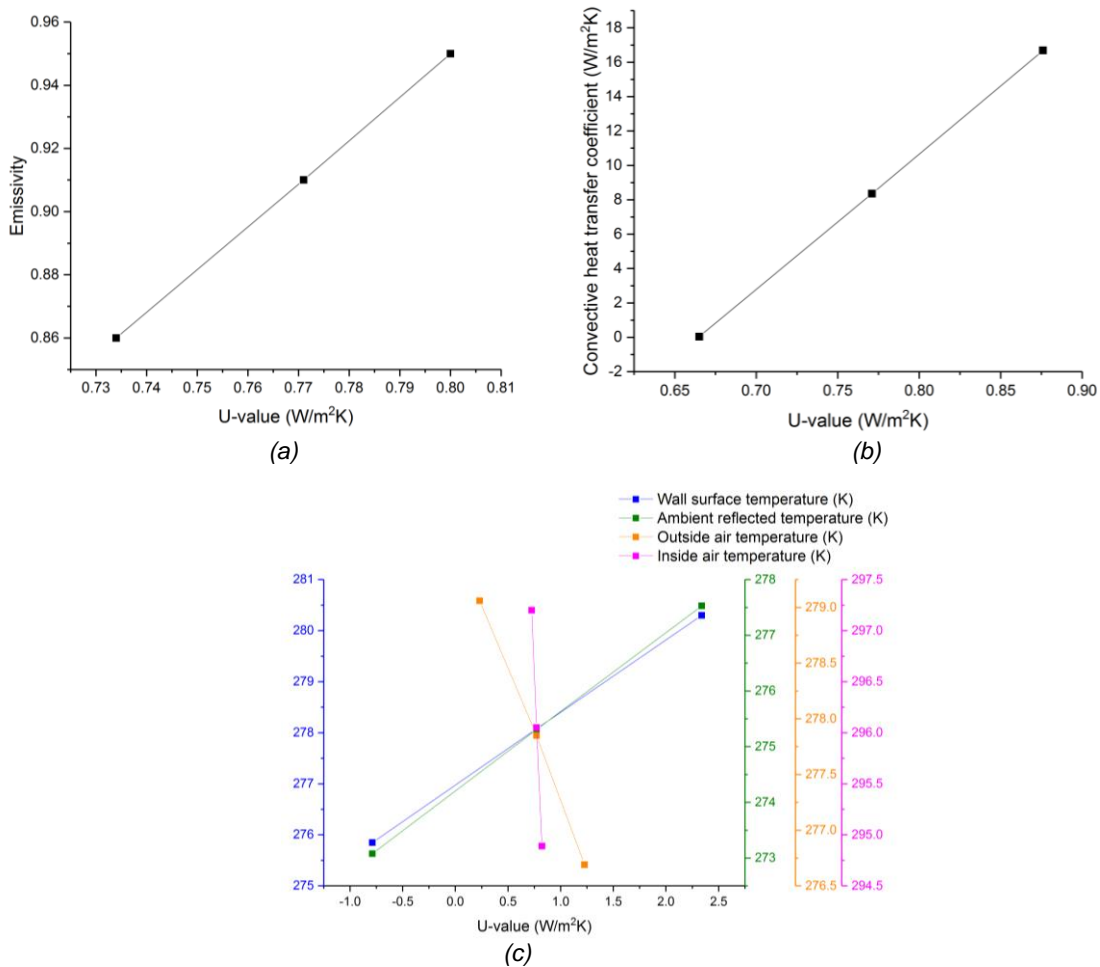 0.96
0.94
0.92
0.90
0.88
0.86
Emissivity
0.73 0.74 0.75 0.76 0.77 0.78 0.79 0.80 0.81
U-value (W/m²K)
(a)
18
16
14
12
10
8
6
4
2
0
-2
Convective heat transfer coefficient (W/m²K)
0.65 0.70 0.75 0.80 0.85 0.90
U-value (W/m²K)
(b)
Wall surface temperature (K)
Ambient reflected temperature (K)
Outside air temperature (K)
Inside air temperature (K)
281
280
279
278
277
276
275
278
277
276
275
274
273
279.0
278.5
278.0
277.5
277.0
276.5
297.5
297.0
296.5
296.0
295.5
295.0
294.5
-1.0 -0.5 0.0 0.5 1.0 1.5 2.0 2.5
U-value (W/m²K)
(c)